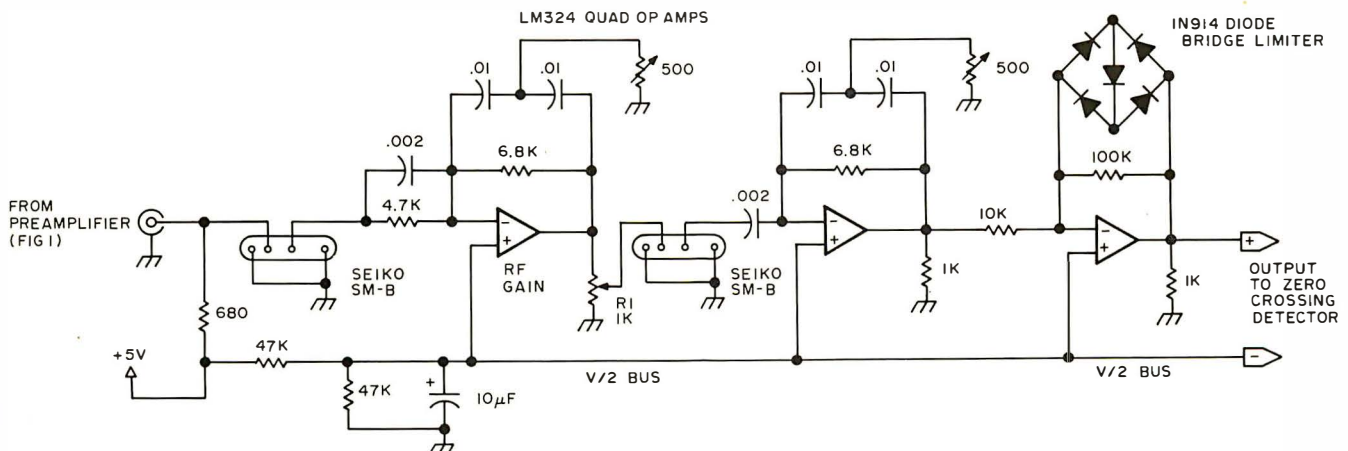 LM324 QUAD OP AMPS
IN914 DIODE
BRIDGE LIMITER
.01
.01
500
.01
.01
500
.002
6.8K
6.8K
100K
FROM
PREAMPLIFIER
(FIG 1)
4.7K
.002
10K
−
+
−
+
−
+
+
SEIKO
SM-B
RF
GAIN
R1
1K
SEIKO
SM-B
1K
1K
OUTPUT
TO ZERO
CROSSING
DETECTOR
680
+5V
47K
−
47K
+
10µF
V/2 BUS
V/2 BUS